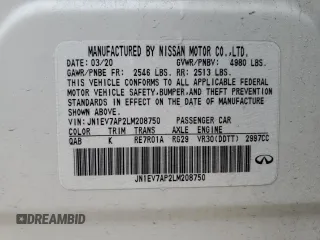 MANUFACTURED BY NISSAN MOTOR CO.,LTD.
DATE: 03/20 GVWR/PNBV: 4980 LBS.
GAWR/PNBE FR: 2546 LBS. RR: 2513 LBS.
THIS VEHICLE CONFORMS TO ALL APPLICABLE FEDERAL
MOTOR VEHICLE SAFETY, BUMPER, AND THEFT PREVENTION
STANDARDS IN EFFECT ON THE DATE OF MANUFACTURE
SHOWN ABOVE.
VIN: JN1EV7AP2LM208750 PASSENGER CAR
COLOR TRIM TRANS AXLE ENGINE
QAB K RE7R01A RG29 VR30(DDTT) 2997CC
INFINITI
JN1EV7AP2LM208750
DREAMBID